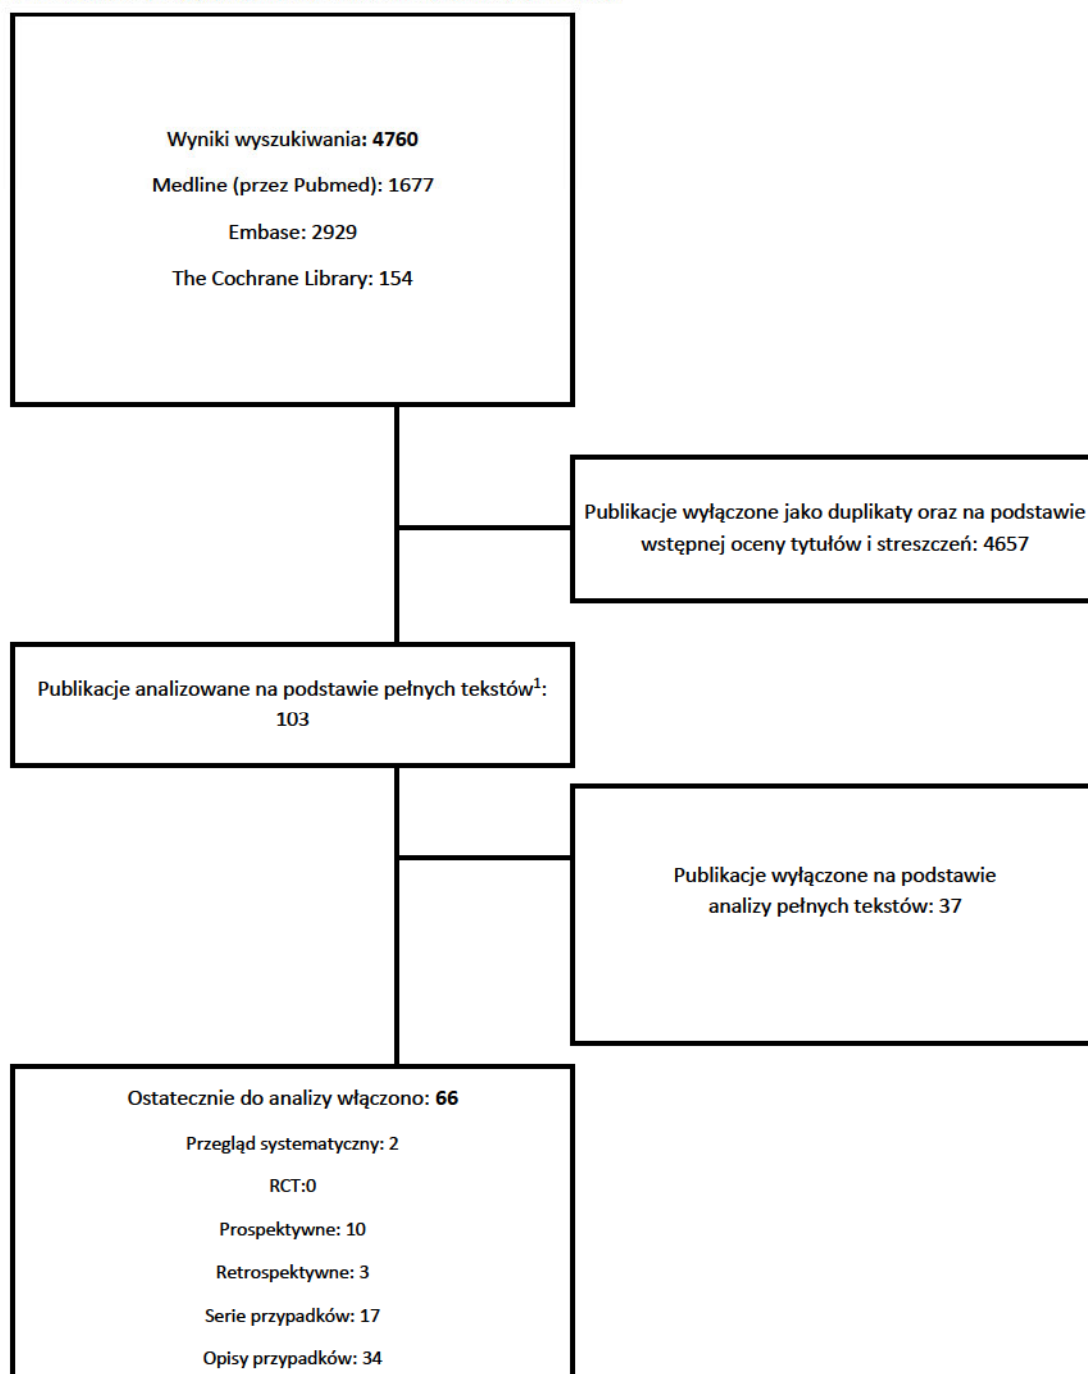 Wyniki wyszukiwania: 4760
Medline (przez Pubmed): 1677
Embase: 2929
The Cochrane Library: 154
Publikacje wyłączone jako duplikaty oraz na podstawie
wstępnej oceny tytułów i streszczeń: 4657
Publikacje analizowane na podstawie pełnych tekstów¹:
103
Publikacje wyłączone na podstawie
analizy pełnych tekstów: 37
Ostatecznie do analizy włączono: 66
Przegląd systematyczny: 2
RCT:0
Prospektywne: 10
Retrospektywne: 3
Serie przypadków: 17
Opisy przypadków: 34